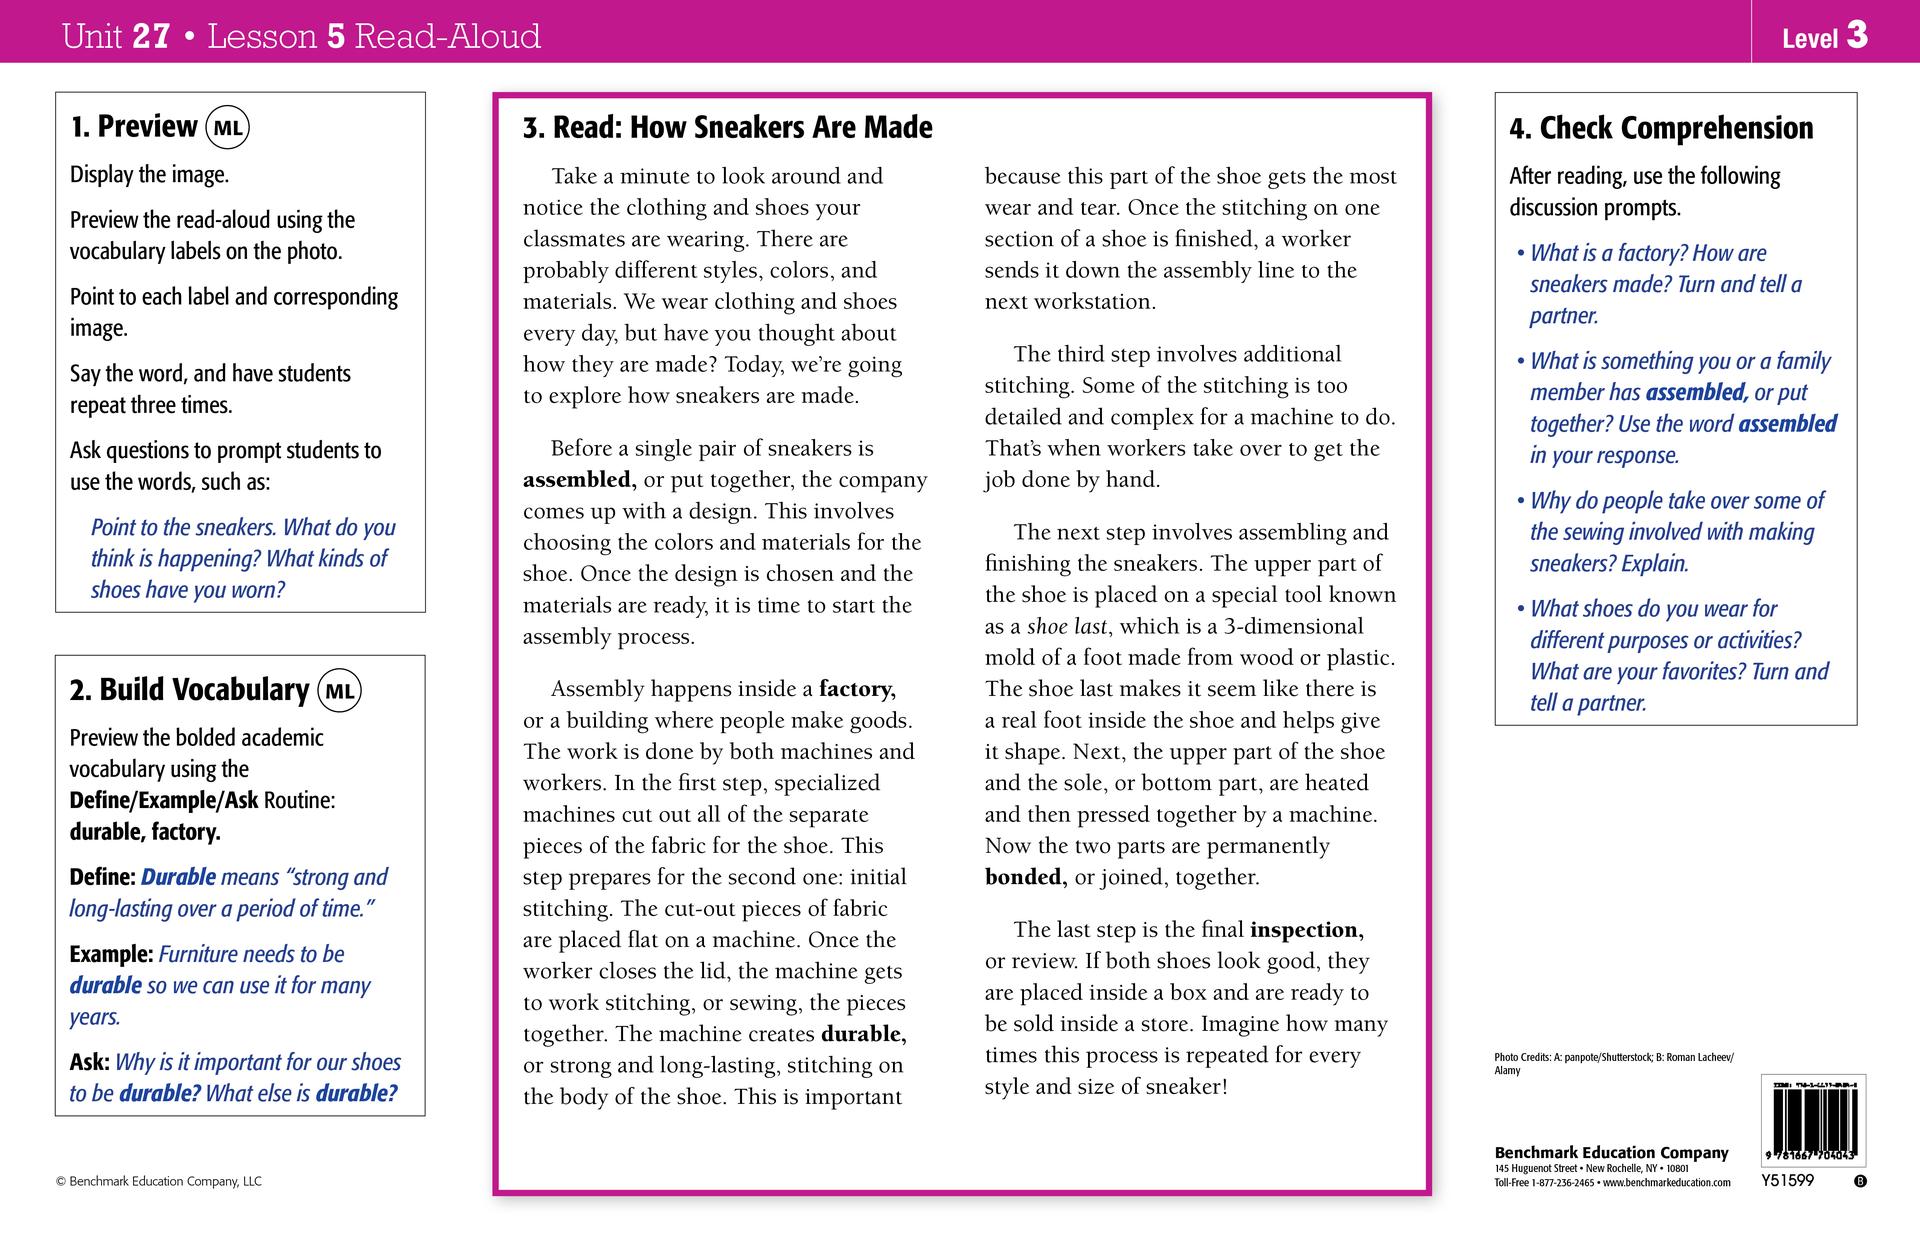 Unit 27 • Lesson 5 Read-Aloud
Level 3
1. Preview ML
Display the image.
Preview the read-aloud using the
vocabulary labels on the photo.
Point to each label and corresponding
image.
Say the word, and have students
repeat three times.
Ask questions to prompt students to
use the words, such as:
Point to the sneakers. What do you
think is happening? What kinds of
shoes have you worn?
2. Build Vocabulary ML
Preview the bolded academic
vocabulary using the
Define/Example/Ask Routine:
durable, factory.
Define: Durable means “strong and
long-lasting over a period of time.”
Example: Furniture needs to be
durable so we can use it for many
years.
Ask: Why is it important for our shoes
to be durable? What else is durable?
© Benchmark Education Company, LLC
3. Read: How Sneakers Are Made
Take a minute to look around and
notice the clothing and shoes your
classmates are wearing. There are
probably different styles, colors, and
materials. We wear clothing and shoes
every day, but have you thought about
how they are made? Today, we’re going
to explore how sneakers are made.
Before a single pair of sneakers is
assembled, or put together, the company
comes up with a design. This involves
choosing the colors and materials for the
shoe. Once the design is chosen and the
materials are ready, it is time to start the
assembly process.
Assembly happens inside a factory,
or a building where people make goods.
The work is done by both machines and
workers. In the first step, specialized
machines cut out all of the separate
pieces of the fabric for the shoe. This
step prepares for the second one: initial
stitching. The cut-out pieces of fabric
are placed flat on a machine. Once the
worker closes the lid, the machine gets
to work stitching, or sewing, the pieces
together. The machine creates durable,
or strong and long-lasting, stitching on
the body of the shoe. This is important
because this part of the shoe gets the most
wear and tear. Once the stitching on one
section of a shoe is finished, a worker
sends it down the assembly line to the
next workstation.
The third step involves additional
stitching. Some of the stitching is too
detailed and complex for a machine to do.
That’s when workers take over to get the
job done by hand.
The next step involves assembling and
finishing the sneakers. The upper part of
the shoe is placed on a special tool known
as a shoe last, which is a 3-dimensional
mold of a foot made from wood or plastic.
The shoe last makes it seem like there is
a real foot inside the shoe and helps give
it shape. Next, the upper part of the shoe
and the sole, or bottom part, are heated
and then pressed together by a machine.
Now the two parts are permanently
bonded, or joined, together.
The last step is the final inspection,
or review. If both shoes look good, they
are placed inside a box and are ready to
be sold inside a store. Imagine how many
times this process is repeated for every
style and size of sneaker!
4. Check Comprehension
After reading, use the following
discussion prompts.
• What is a factory? How are
sneakers made? Turn and tell a
partner.
• What is something you or a family
member has assembled, or put
together? Use the word assembled
in your response.
• Why do people take over some of
the sewing involved with making
sneakers? Explain.
• What shoes do you wear for
different purposes or activities?
What are your favorites? Turn and
tell a partner.
Photo Credits: A: panpote/Shutterstock; B: Roman Lacheev/
Alamy
Benchmark Education Company
145 Huguenot Street • New Rochelle, NY • 10801
Toll-Free 1-877-236-2465 • www.benchmarkeducation.com
9 781667 704043
Y51599
B